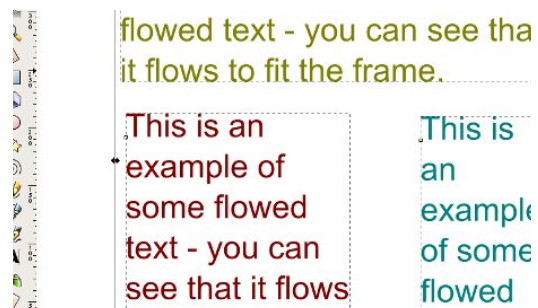 flowed text - you can see tha
it flows to fit the frame.
This is an
example of
some flowed
text - you can
see that it flows
This is
an
example
of some
flowed